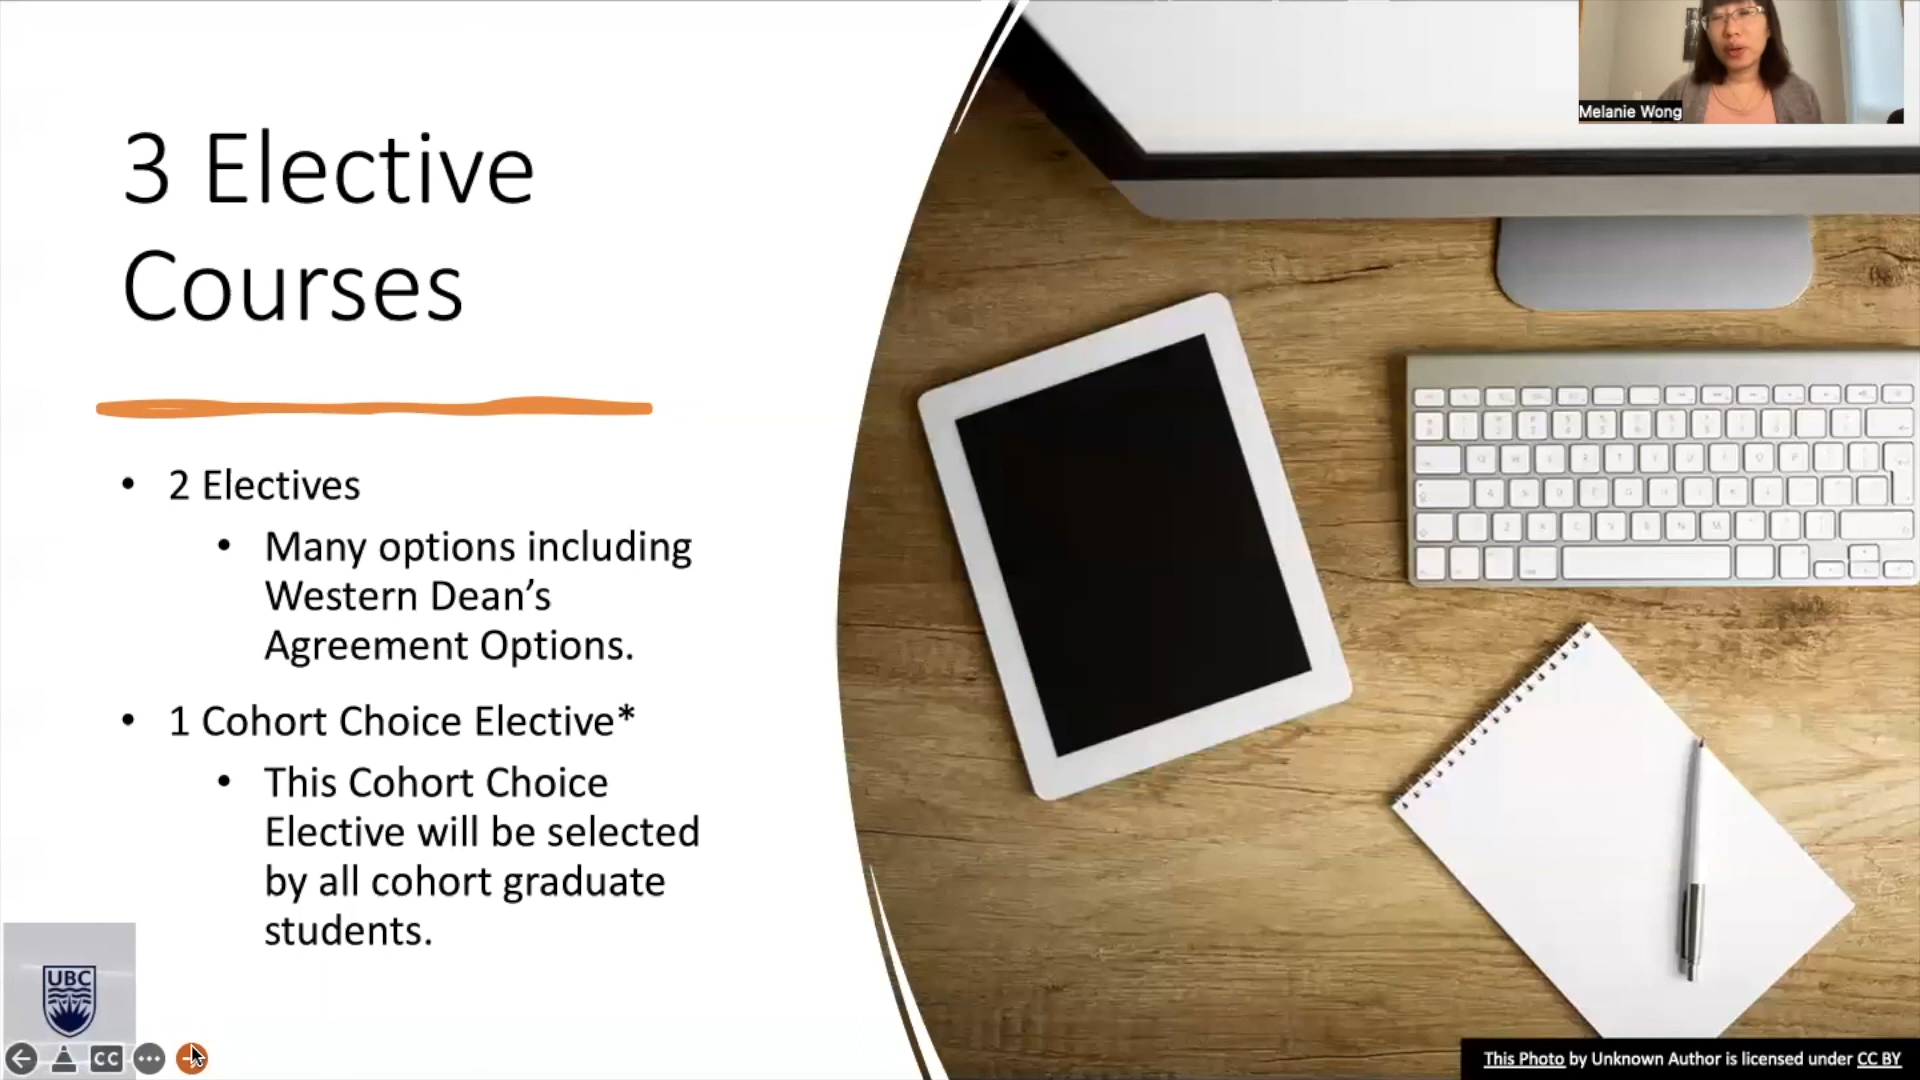 3 Elective
Courses
• 2 Electives
• Many options including
Western Dean’s
Agreement Options.
• 1 Cohort Choice Elective*
• This Cohort Choice
Elective will be selected
by all cohort graduate
students.
Melanie Wong
UBC
CC
This Photo by Unknown Author is licensed under CC BY